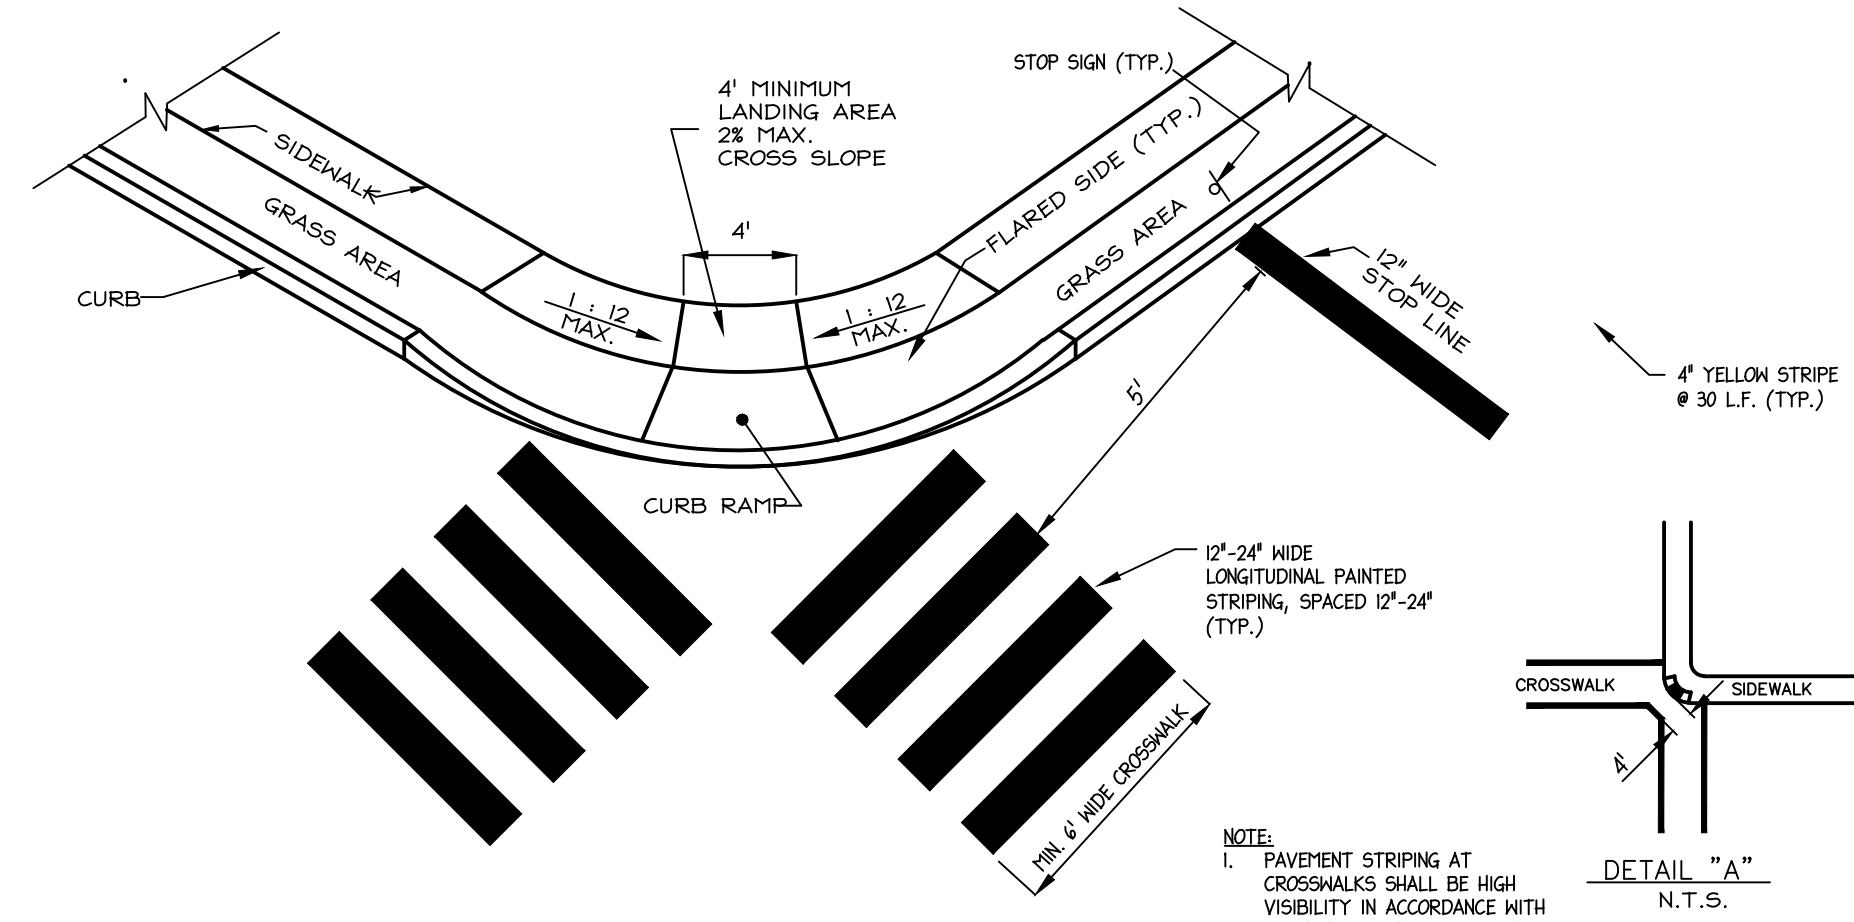 STOP SIGN (TYP.)
4' MINIMUM
LANDING AREA
2% MAX.
CROSS SLOPE
SIDEWALK
FLARED SIDE (TYP.)
GRASS AREA
GRASS AREA
4'
CURB
1 : 12
MAX.
1 : 12
MAX.
12" WIDE
STOP LINE
4" YELLOW STRIPE
@ 30 L.F. (TYP.)
5'
CURB RAMP
12"-24" WIDE
LONGITUDINAL PAINTED
STRIPING, SPACED 12"-24"
(TYP.)
CROSSWALK
SIDEWALK
4'
MIN. 6' WIDE CROSSWALK
NOTE:
1. PAVEMENT STRIPING AT
CROSSWALKS SHALL BE HIGH
VISIBILITY IN ACCORDANCE WITH
DETAIL "A"
N.T.S.